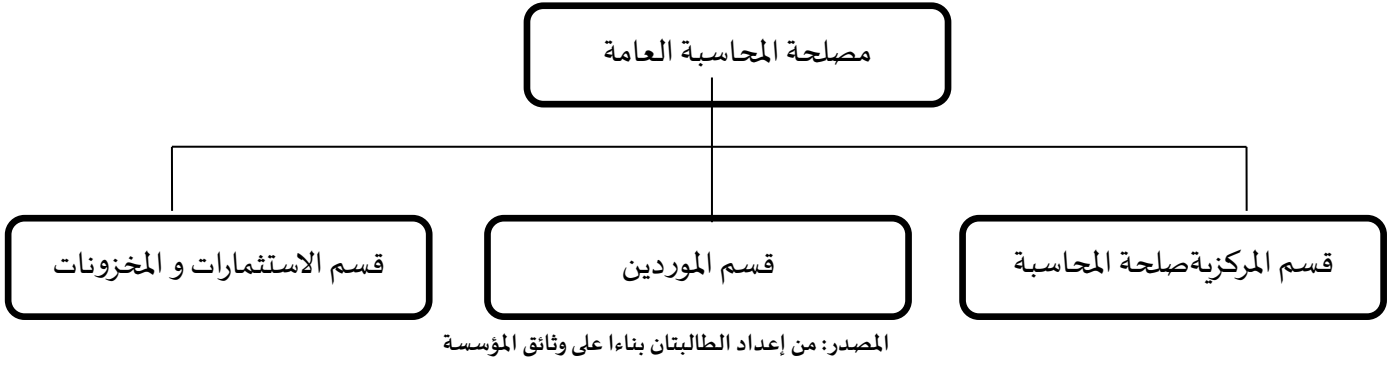 مصلحة المحاسبة العامة
قسم المركزيةصلحة المحاسبة
قسم الموردين
قسم الاستثمارات و المخزونات
المصدر: من إعداد الطالبتان بناءا على وثائق المؤسسة